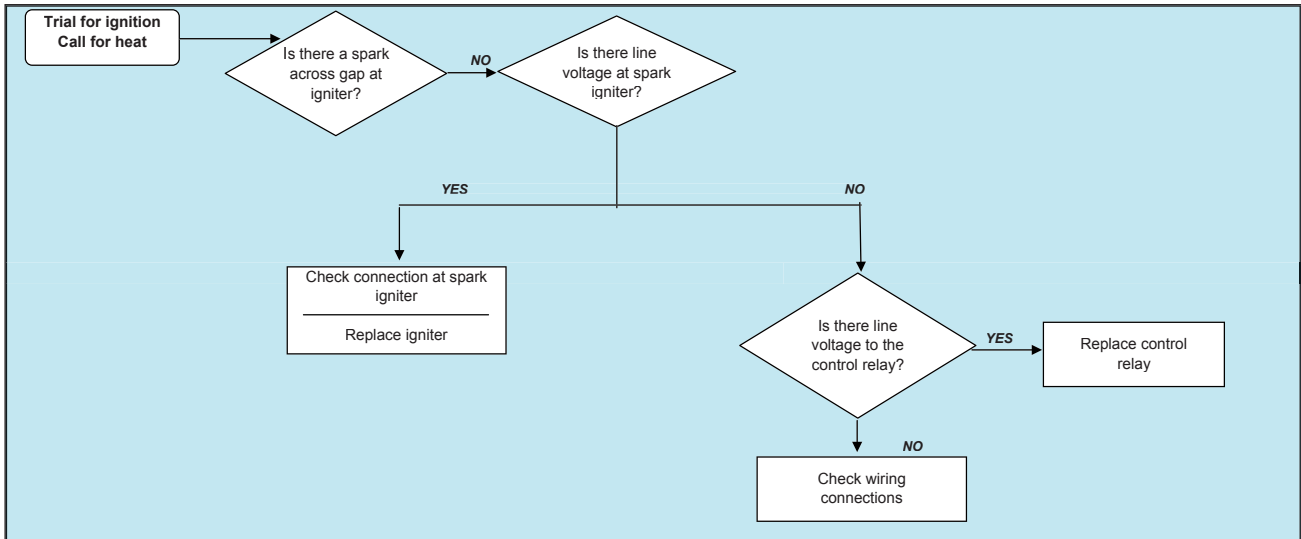 Trial for ignition
Call for heat
Is there a spark
across gap at
igniter?
NO
Is there line
voltage at spark
igniter?
YES
NO
Check connection at spark
igniter
Replace igniter
Is there line
voltage to the
control relay?
YES
Replace control
relay
NO
Check wiring
connections